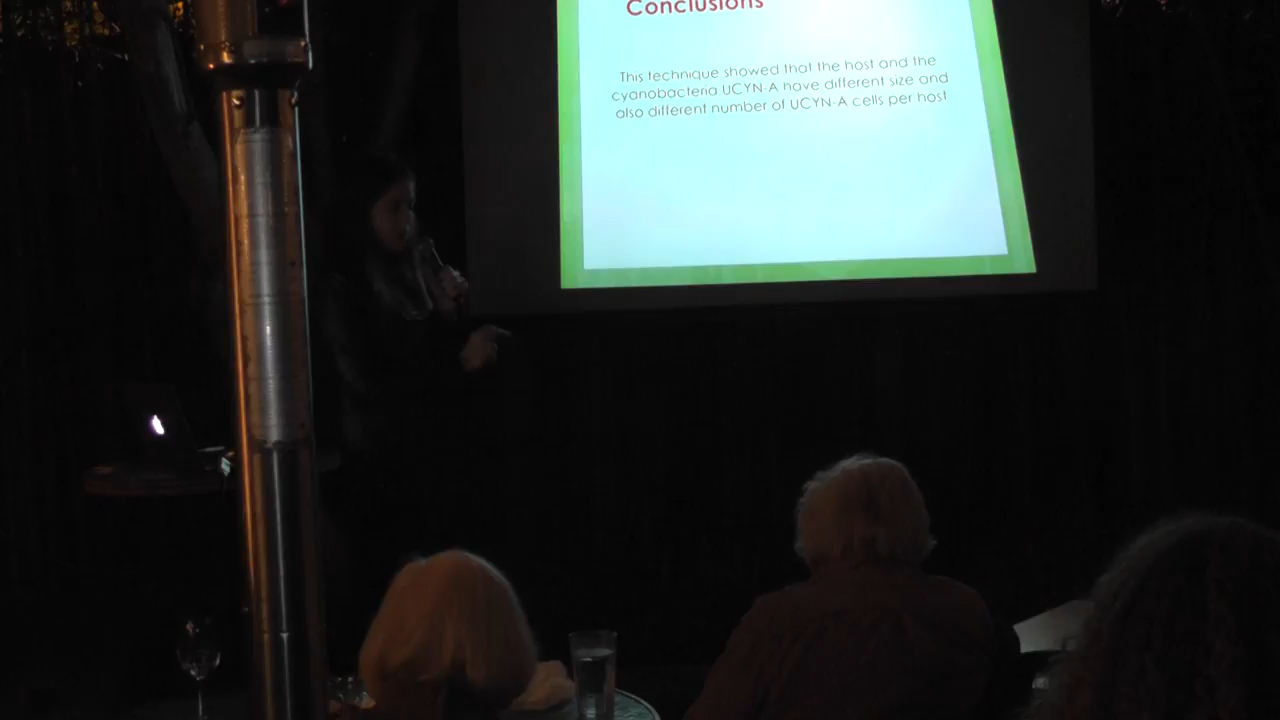 Conclusions
This technique showed that the host and the
cyanobacteria UCYN-A have different size and
also different number of UCYN-A cells per host